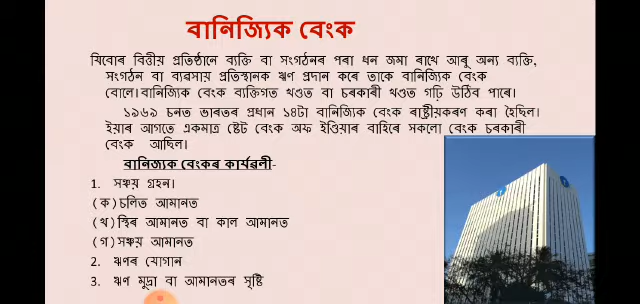 বানিজ্যিক বেংক
যিবোৰ বিত্তীয় প্ৰতিষ্ঠানে ব্যক্তি বা সংগঠনৰ পৰা ধন জমা ৰাখে আৰু অন্য ব্যক্তি,
সংগঠন বা ব্যৱসায় প্ৰতিস্থানক ঋণ প্ৰদান কৰে তাকে বানিজ্যিক বেংক
বোলে। বানিজ্যিক বেংক ব্যক্তিগত খণ্ডত বা চৰকাৰী খণ্ডত গঢ়ি উঠিব পাৰে।
১৯৬৯ চনত ভাৰতৰ প্ৰধান ১৪টা বানিজ্যিক বেংক ৰাষ্ট্ৰীয়কৰণ কৰা হৈছিল।
ইয়াৰ আগতে একমাত্ৰ ষ্টেট বেংক অফ ইণ্ডিয়াৰ বাহিৰে সকলো বেংক চৰকাৰী
বেংক আছিল।
বানিজ্যক বেংকৰ কাৰ্যৱলী-
1. সঞ্চয় গ্ৰহন।
(ক) চলিত আমানত
(খ) স্থিৰ আমানত বা কাল আমানত
(গ) সঞ্চয় আমানত
2. ঋণৰ যোগান
3. ঋণ মুদ্ৰা বা আমানতৰ সৃষ্টি